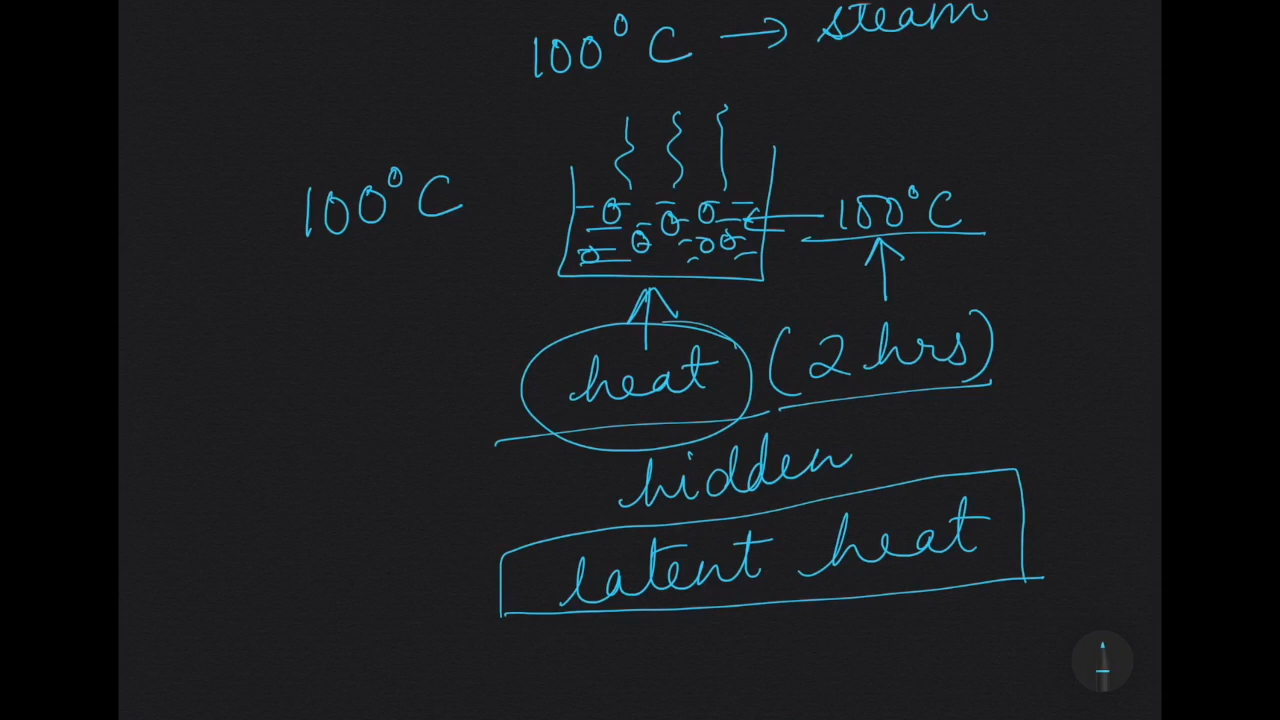 100°C → steam
100°C
100°C
heat (2 hrs)
hidden
latent heat